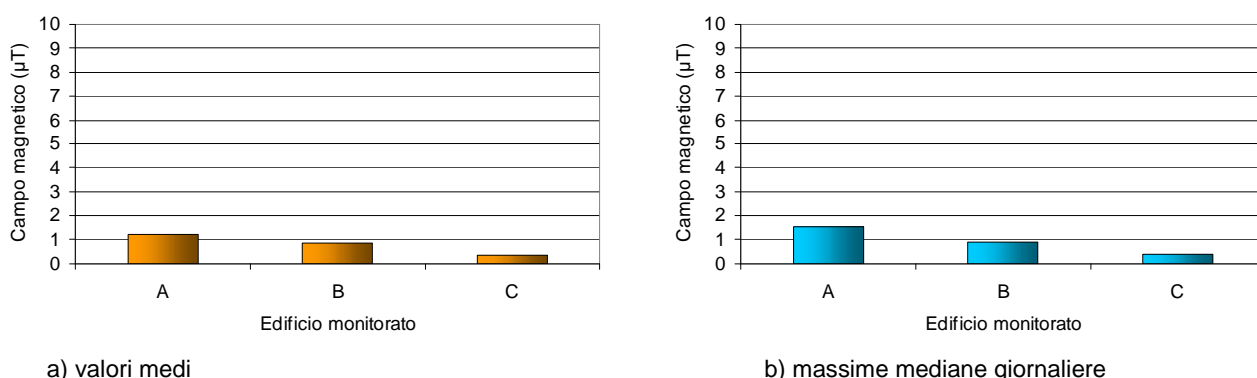 Campo magnetico (µT)
10
9
8
7
6
5
4
3
2
1
0
A B C
Edificio monitorato
a) valori medi
Campo magnetico (µT)
10
9
8
7
6
5
4
3
2
1
0
A B C
Edificio monitorato
b) massime mediane giornaliere